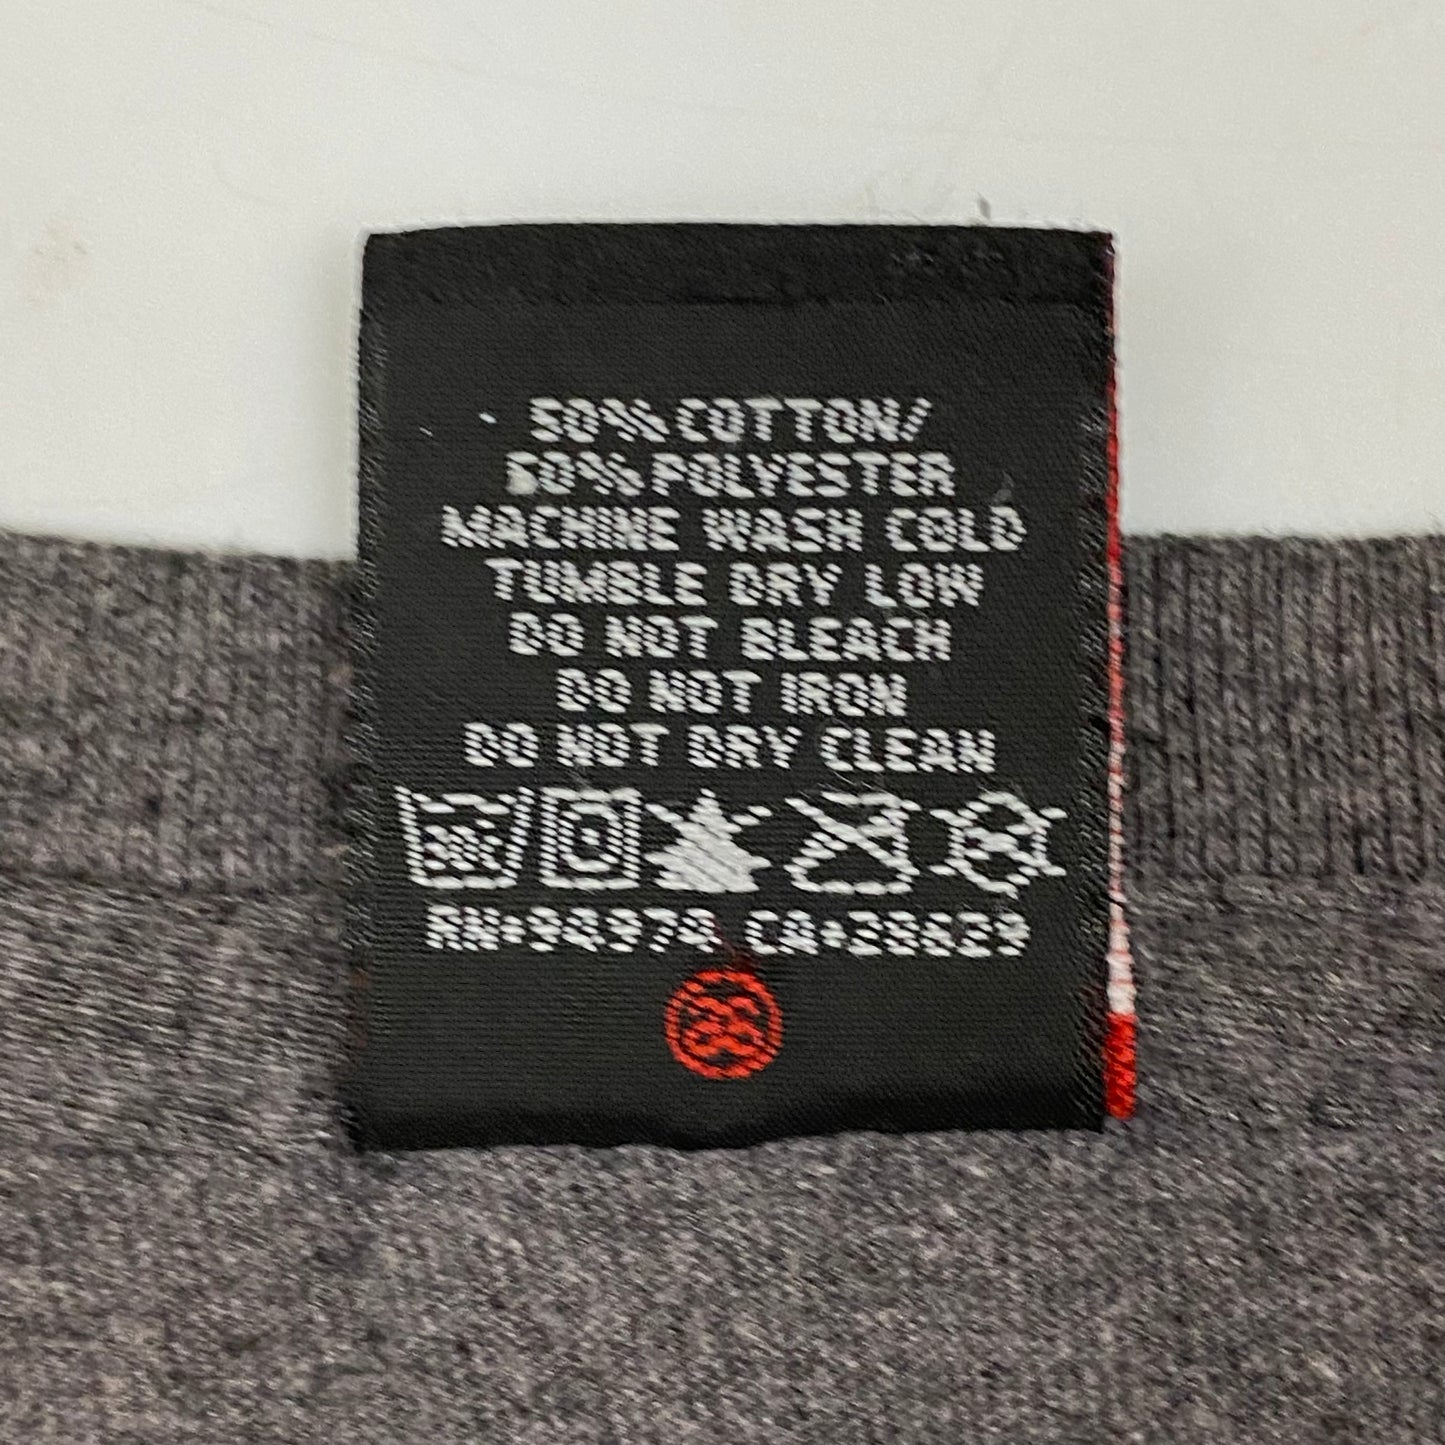 50% COTTON/
50% POLYESTER
MACHINE WASH COLD
TUMBLE DRY LOW
DO NOT BLEACH
DO NOT IRON
DO NOT DRY CLEAN
30C
RN:94974 CA:28629